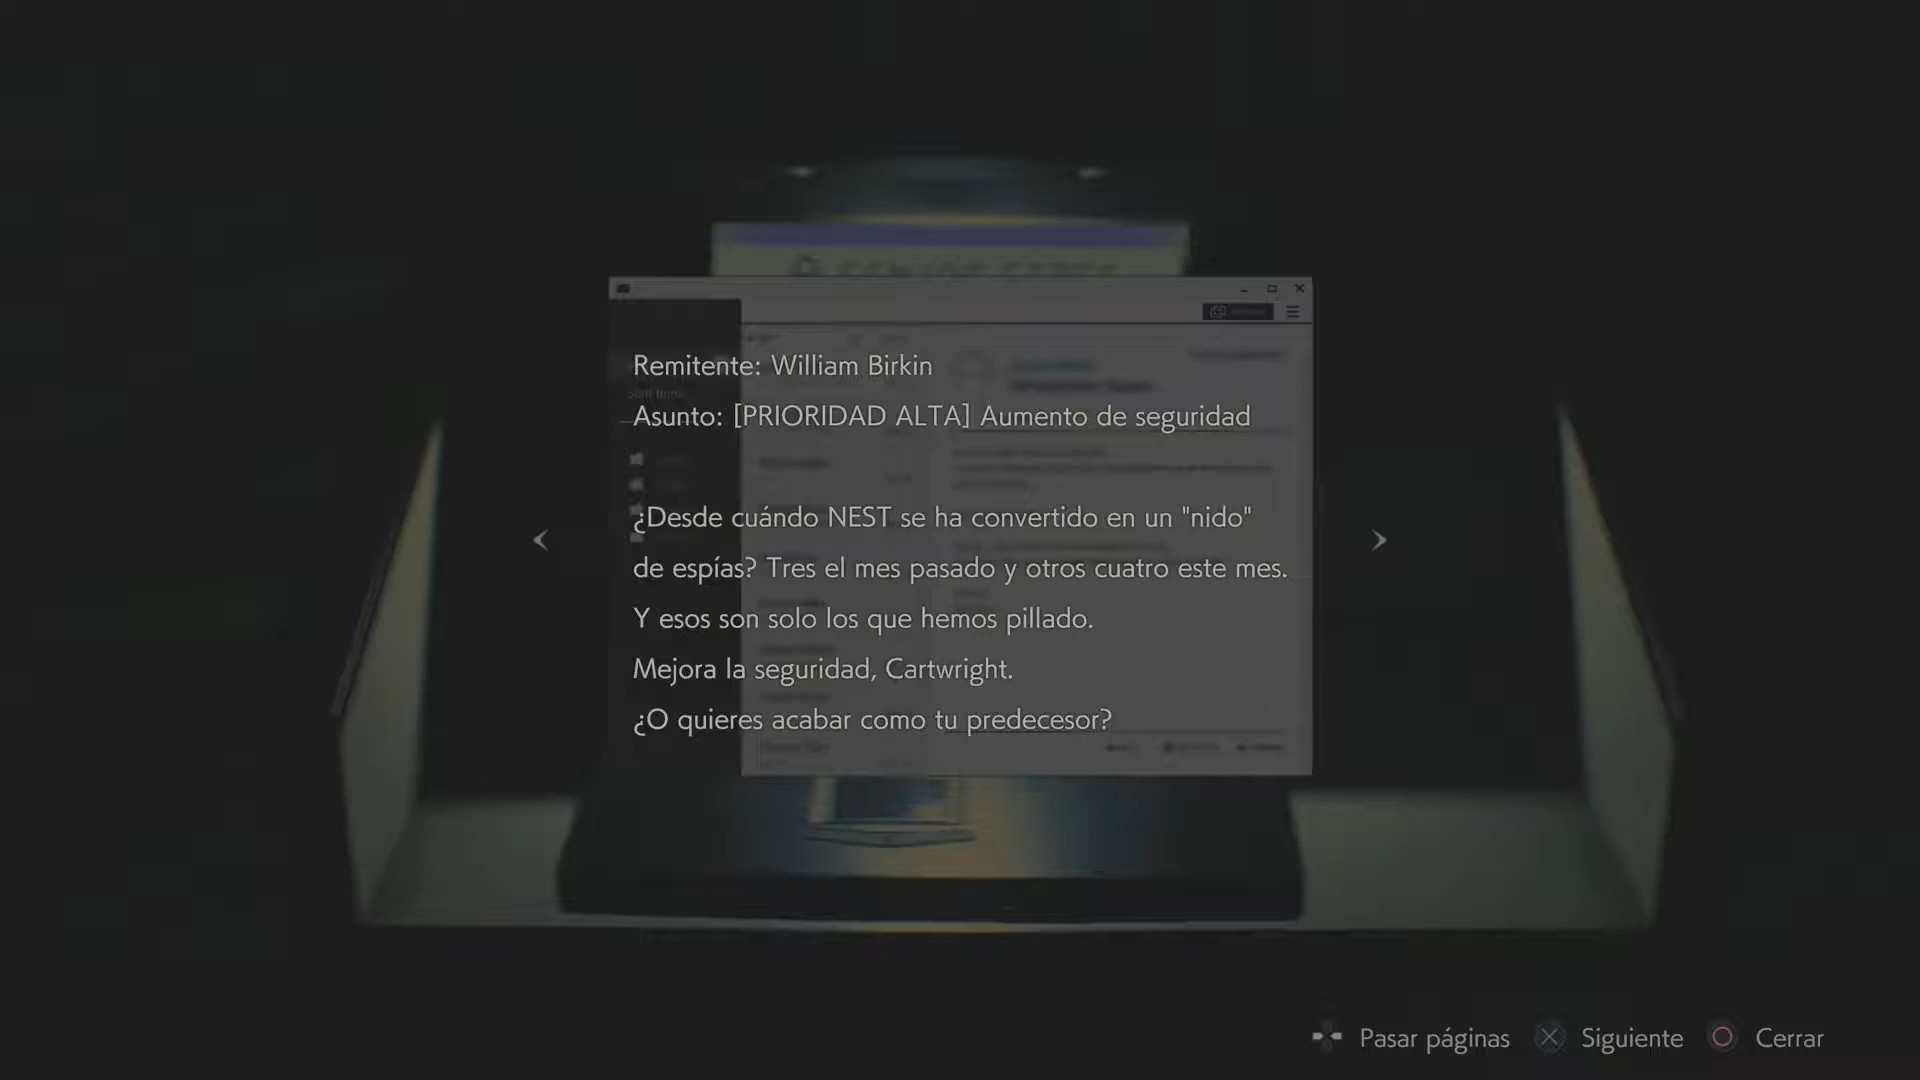 Remitente: William Birkin
Asunto: [PRIORIDAD ALTA] Aumento de seguridad
¿Desde cuándo NEST se ha convertido en un "nido"
de espías? Tres el mes pasado y otros cuatro este mes.
Y esos son solo los que hemos pillado.
Mejora la seguridad, Cartwright.
¿O quieres acabar como tu predecesor?
Pasar páginas Siguiente Cerrar